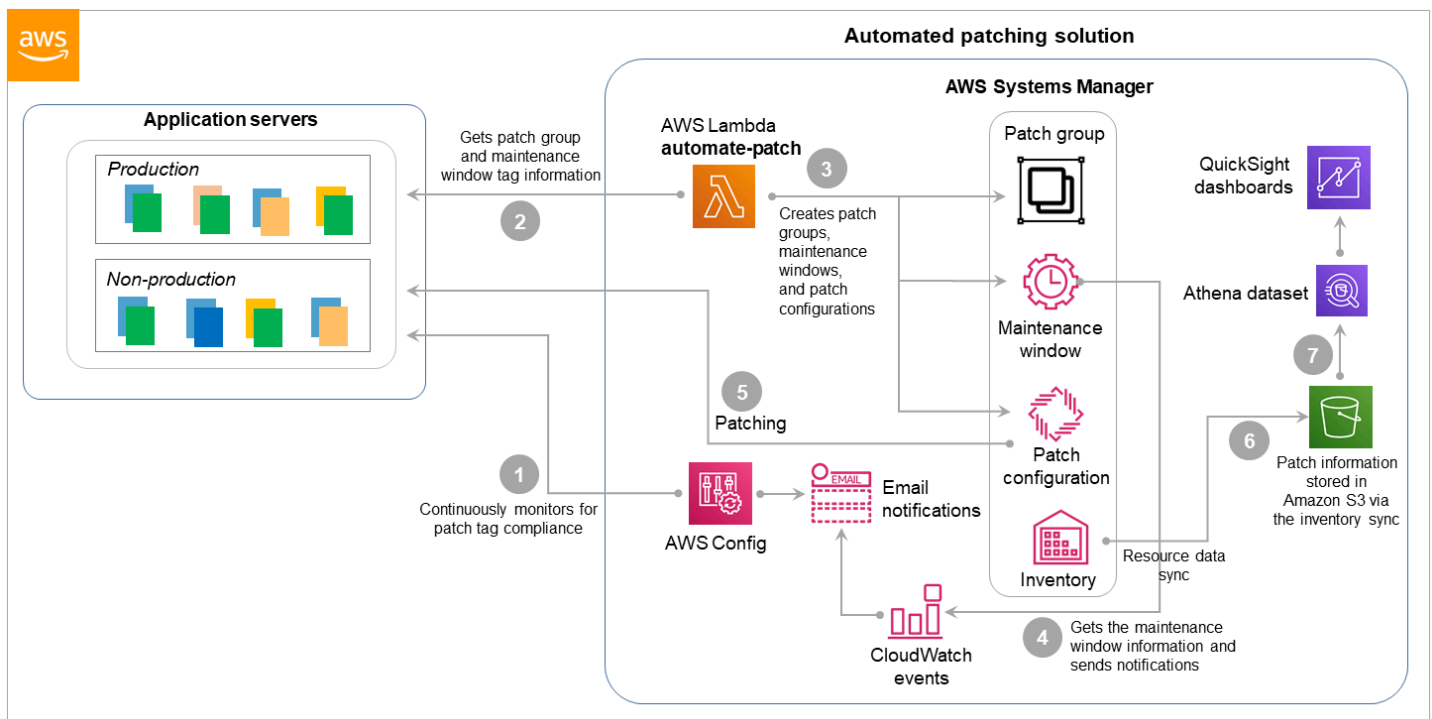 aws
Automated patching solution
Application servers
Production
Non-production
Gets patch group
and maintenance
window tag information
2
AWS Systems Manager
AWS Lambda
automate-patch
3
Creates patch
groups,
maintenance
windows,
and patch
configurations
Patch group
Maintenance
window
Patch
configuration
Inventory
5
Patching
1
Continuously monitors for
patch tag compliance
AWS Config
EMAIL
Email
notifications
CloudWatch
events
4
Gets the maintenance
window information and
sends notifications
Resource data
sync
6
Patch information
stored in
Amazon S3 via
the inventory sync
7
Athena dataset
QuickSight
dashboards